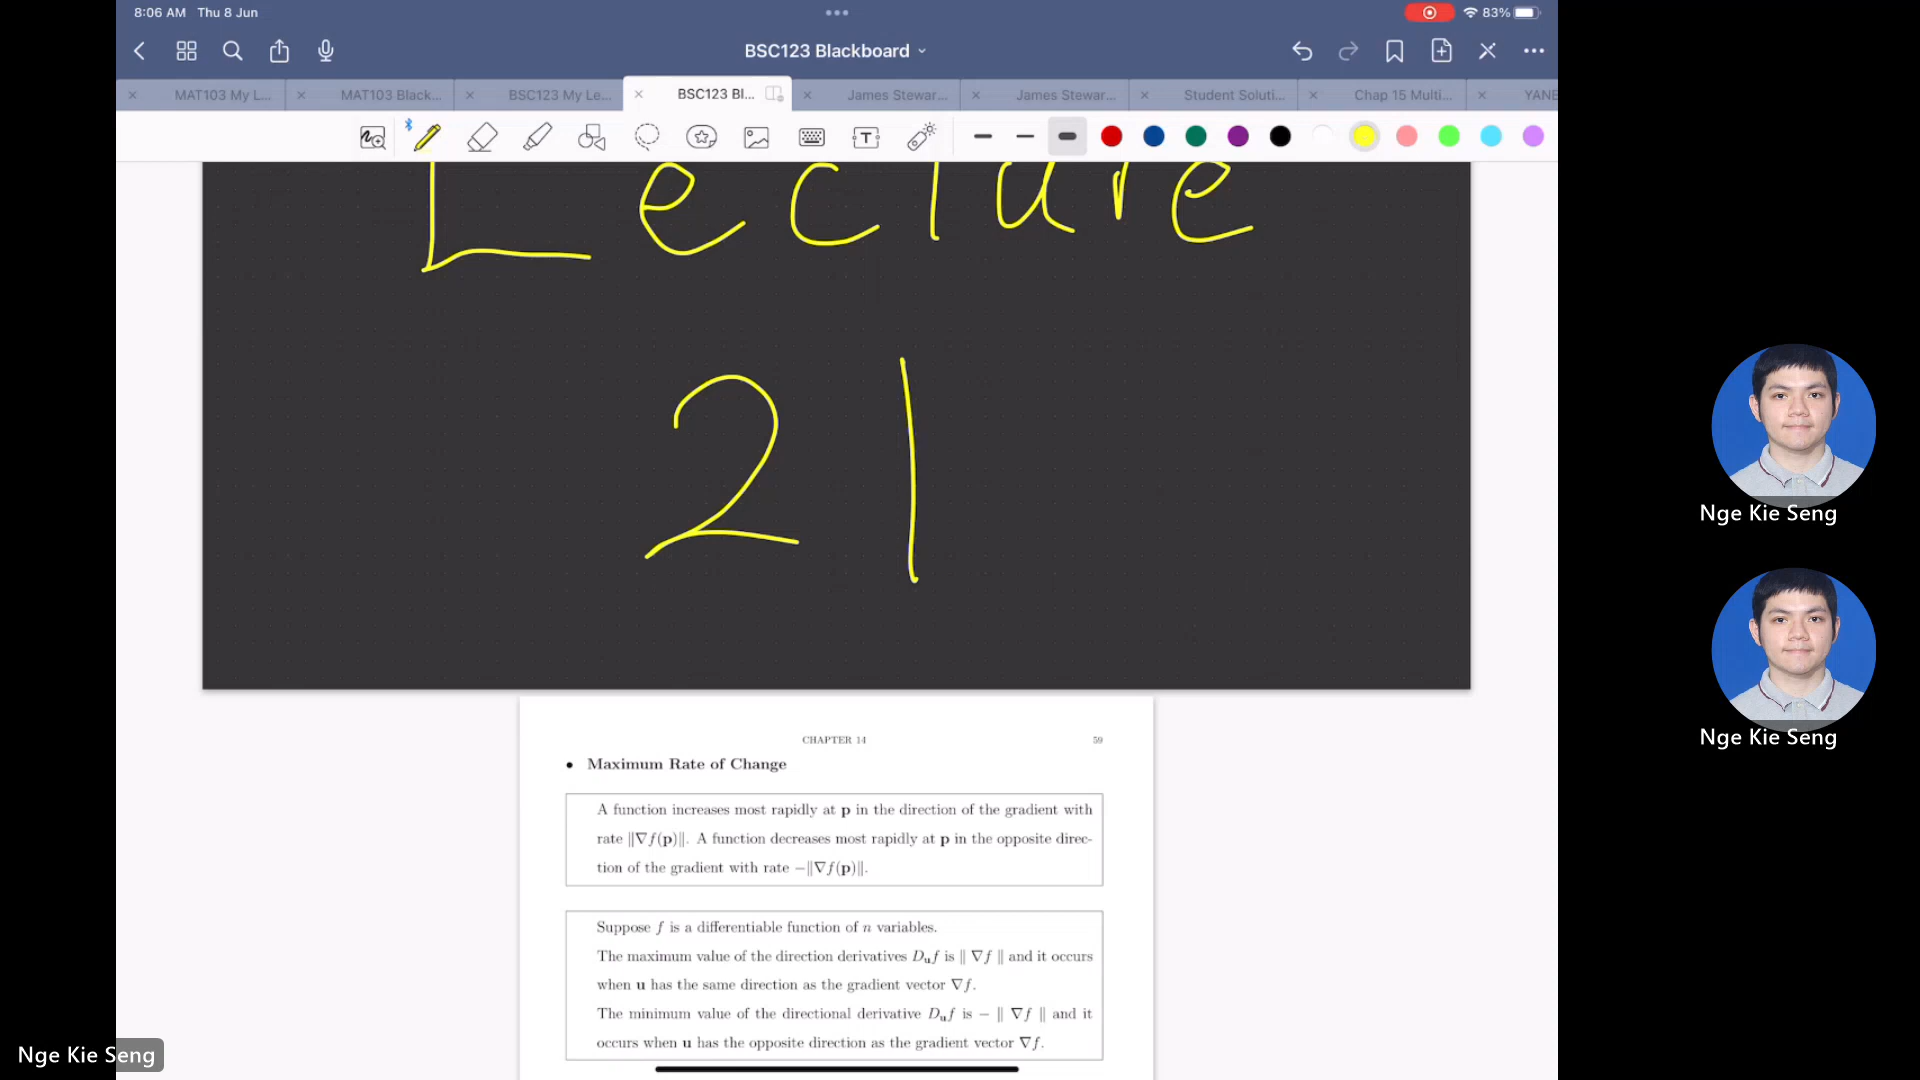 8:06 AM Thu 8 Jun
83%
BSC123 Blackboard
MAT103 My L...
MAT103 Black...
BSC123 My Le...
BSC123 Bl...
James Stewar...
James Stewar...
Student Soluti...
Chap 15 Multi...
YANE
Lecture
21
CHAPTER 14 59
• Maximum Rate of Change
A function increases most rapidly at p in the direction of the gradient with
rate ‖∇f(p)‖. A function decreases most rapidly at p in the opposite direc-
tion of the gradient with rate −‖∇f(p)‖.
Suppose f is a differentiable function of n variables.
The maximum value of the direction derivatives Duf is ‖ ∇f ‖ and it occurs
when u has the same direction as the gradient vector ∇f.
The minimum value of the directional derivative Duf is − ‖ ∇f ‖ and it
occurs when u has the opposite direction as the gradient vector ∇f.
Nge Kie Seng
Nge Kie Seng
Nge Kie Seng